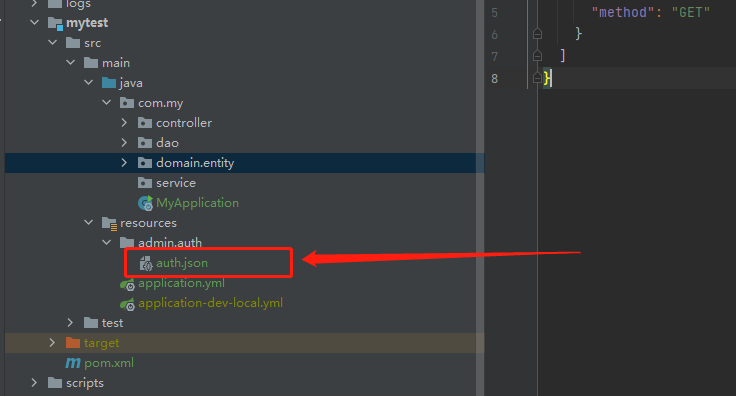 logs
mytest
src
main
java
com.my
controller
dao
domain.entity
service
MyApplication
resources
admin.auth
auth.json
application.yml
application-dev-local.yml
test
target
pom.xml
scripts
5 "method": "GET"
6 }
7 ]
8 }